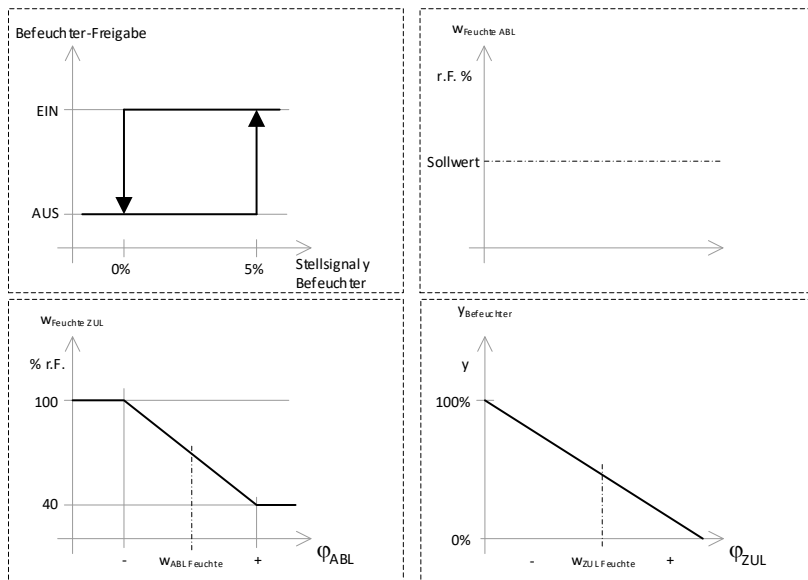 Befeuchter-Freigabe
EIN
AUS
0%
5%
Stellsignal y
Befeuchter
wFeuchte ABL
r.F. %
Sollwert
wFeuchte ZUL
% r.F.
100
40
-
wABL Feuchte
+
φABL
yBefeuchter
y
100%
0%
-
wZUL Feuchte
+
φZUL